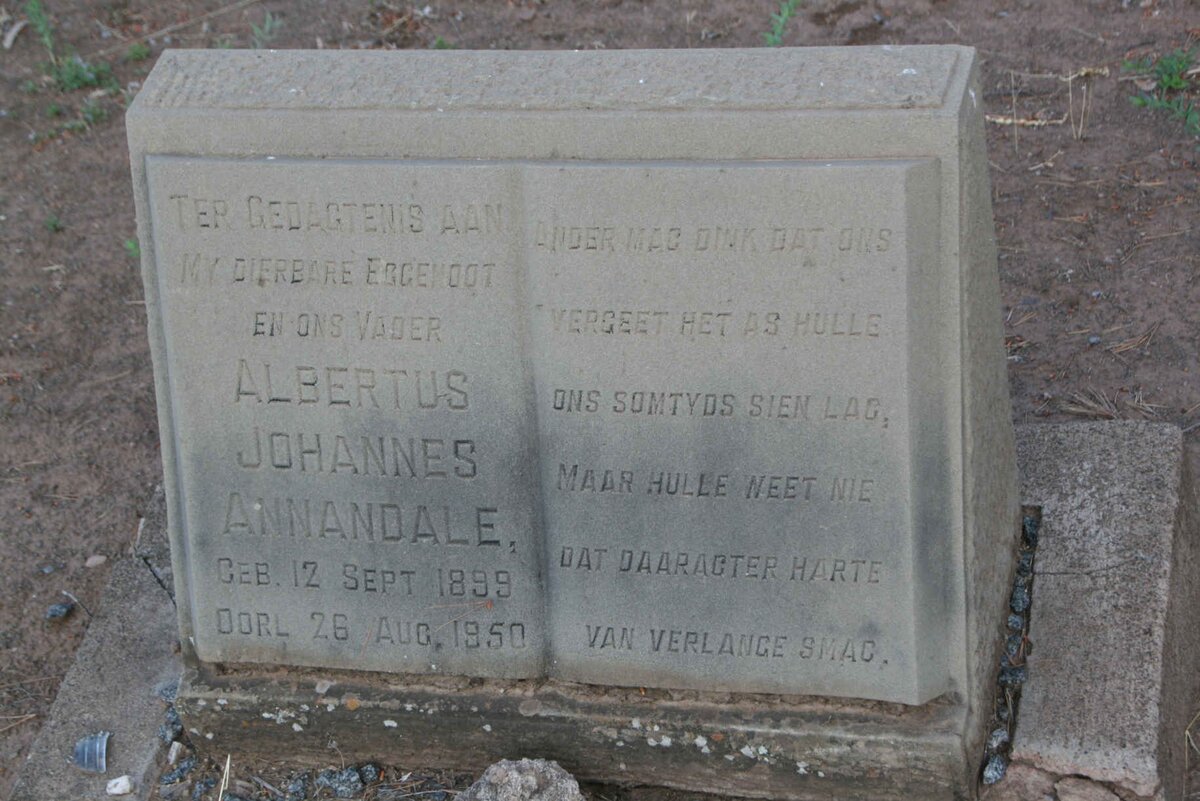 TER GEDAGTENIS AAN
MY DIERBARE EGGENOOT
EN ONS VADER
ALBERTUS
JOHANNES
ANNANDALE,
GEB. 12 SEPT 1899
OORL 26 AUG. 1950
ANDER MAG DINK DAT ONS
VERGEET HET AS HULLE
ONS SOMTYDS SIEN LAG,
MAAR HULLE WEET NIE
DAT DAARAGTER HARTE
VAN VERLANGE SMAG.